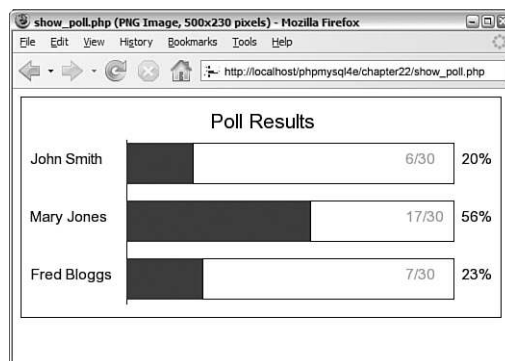 show_poll.php (PNG Image, 500x230 pixels) - Mozilla Firefox
File Edit View History Bookmarks Tools Help
http://localhost/phpmysql4e/chapter22/show_poll.php
Poll Results
John Smith 6/30 20%
Mary Jones 17/30 56%
Fred Bloggs 7/30 23%